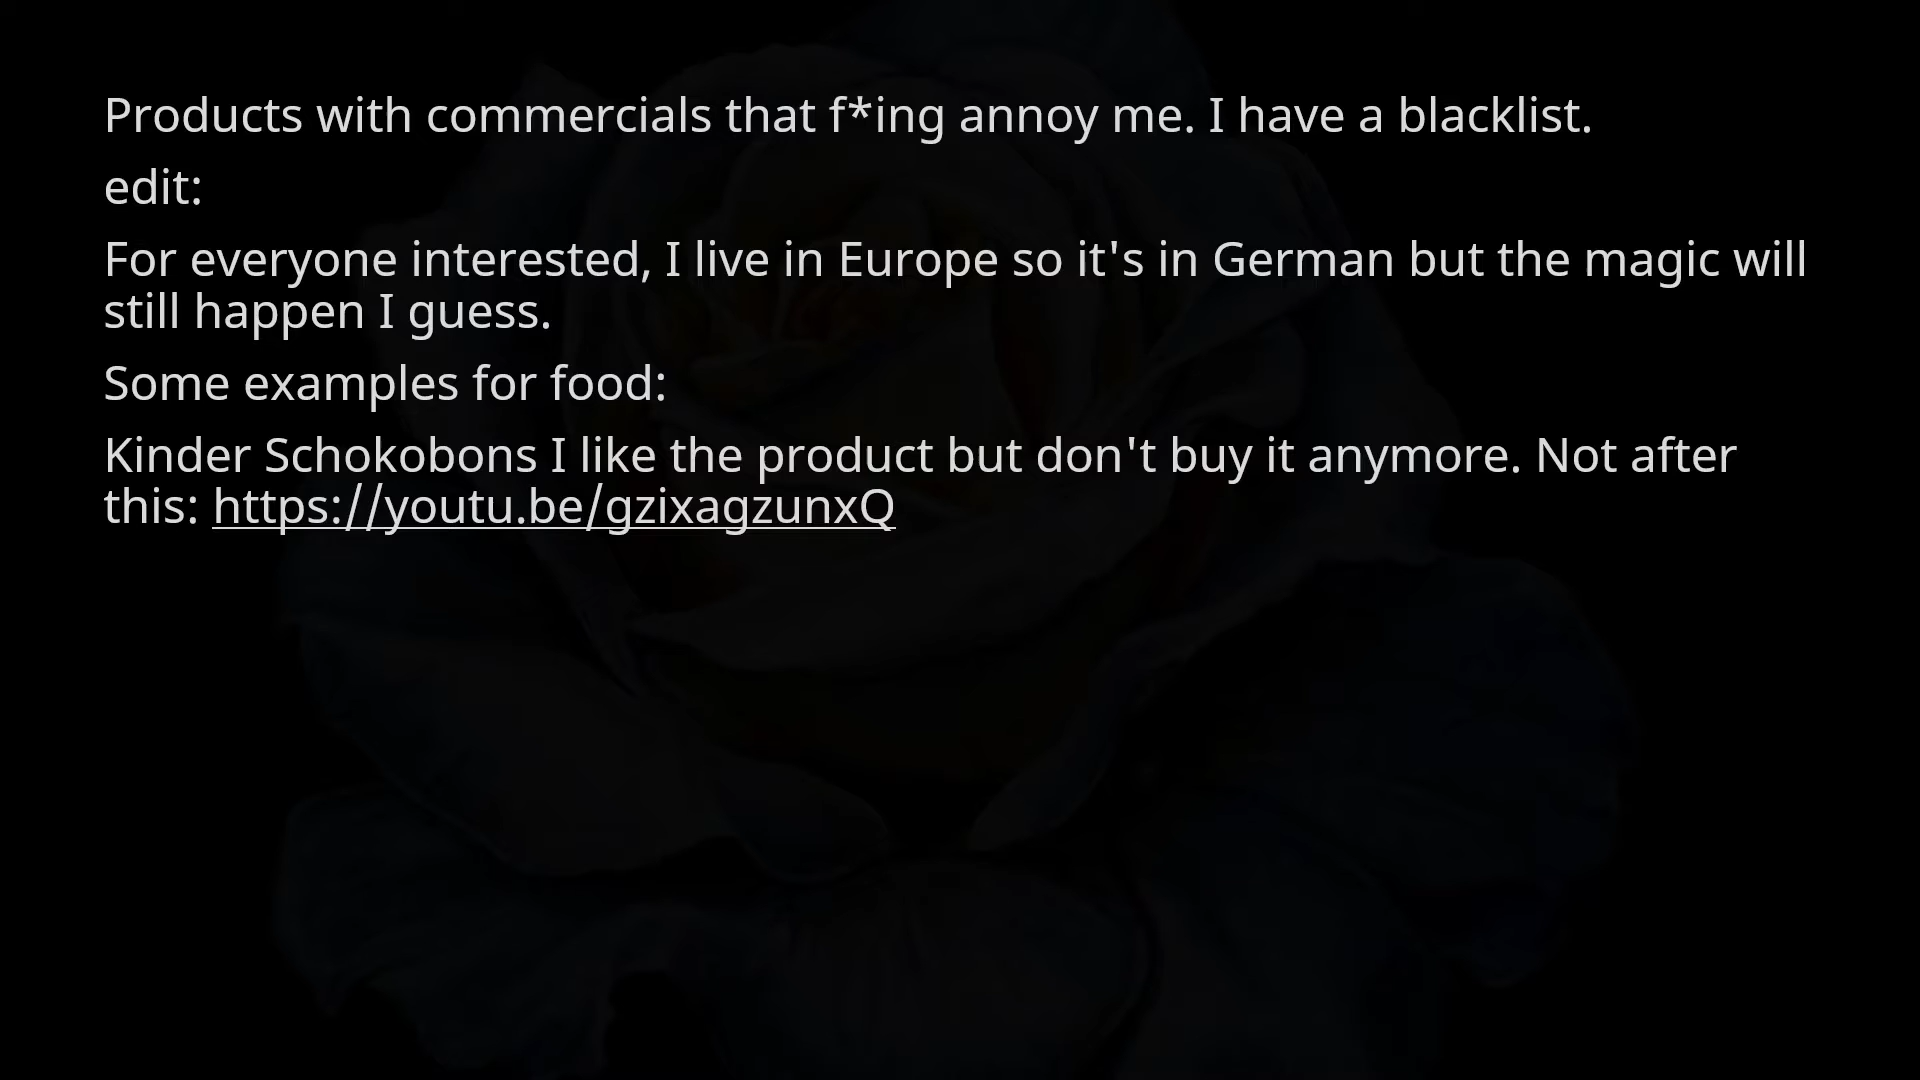 Products with commercials that f*ing annoy me. I have a blacklist.
edit:
For everyone interested, I live in Europe so it's in German but the magic will
still happen I guess.
Some examples for food:
Kinder Schokobons I like the product but don't buy it anymore. Not after
this: https://youtu.be/gzixagzunxQ